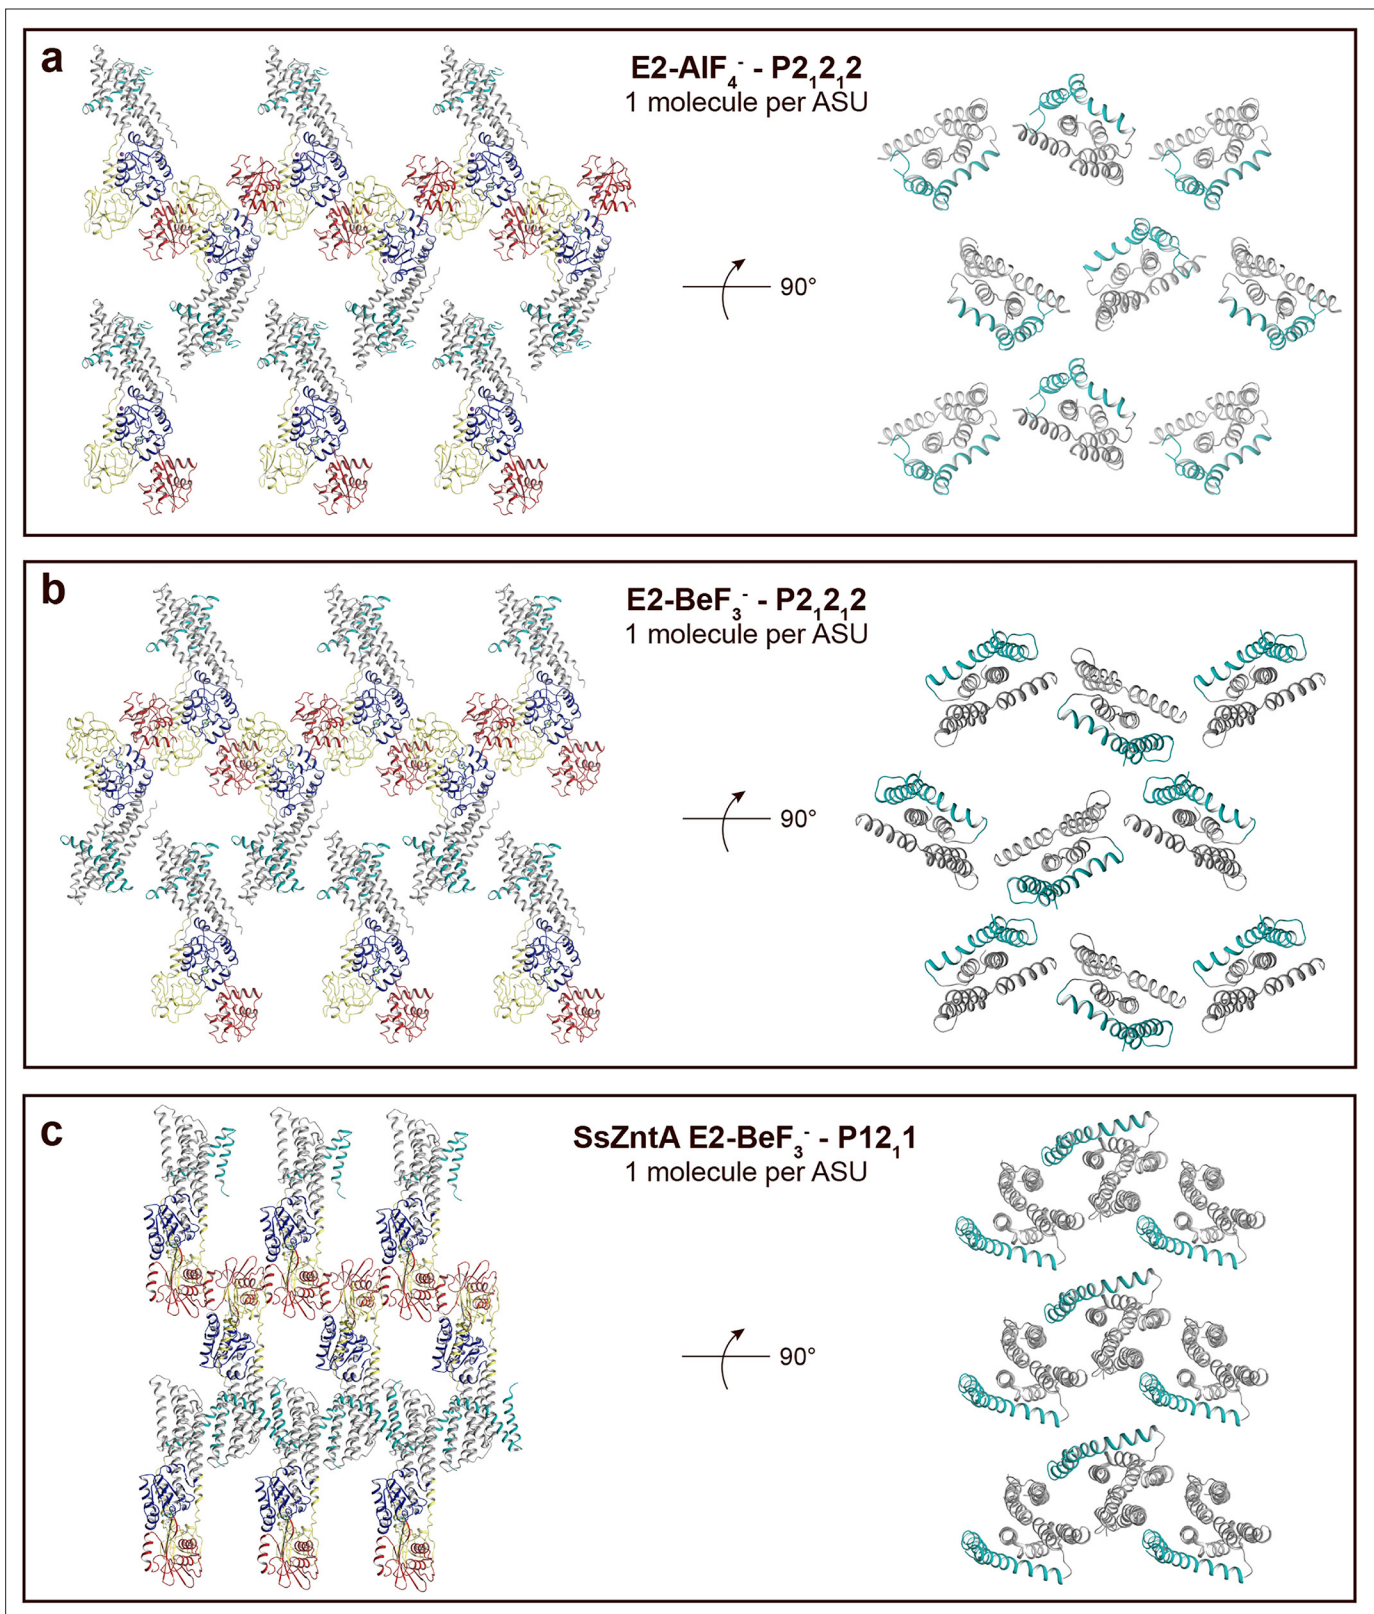 a
E2-AlF₄⁻ - P2₁2₁2
1 molecule per ASU
90°
b
E2-BeF₃⁻ - P2₁2₁2
1 molecule per ASU
90°
c
SsZntA E2-BeF₃⁻ - P12₁1
1 molecule per ASU
90°